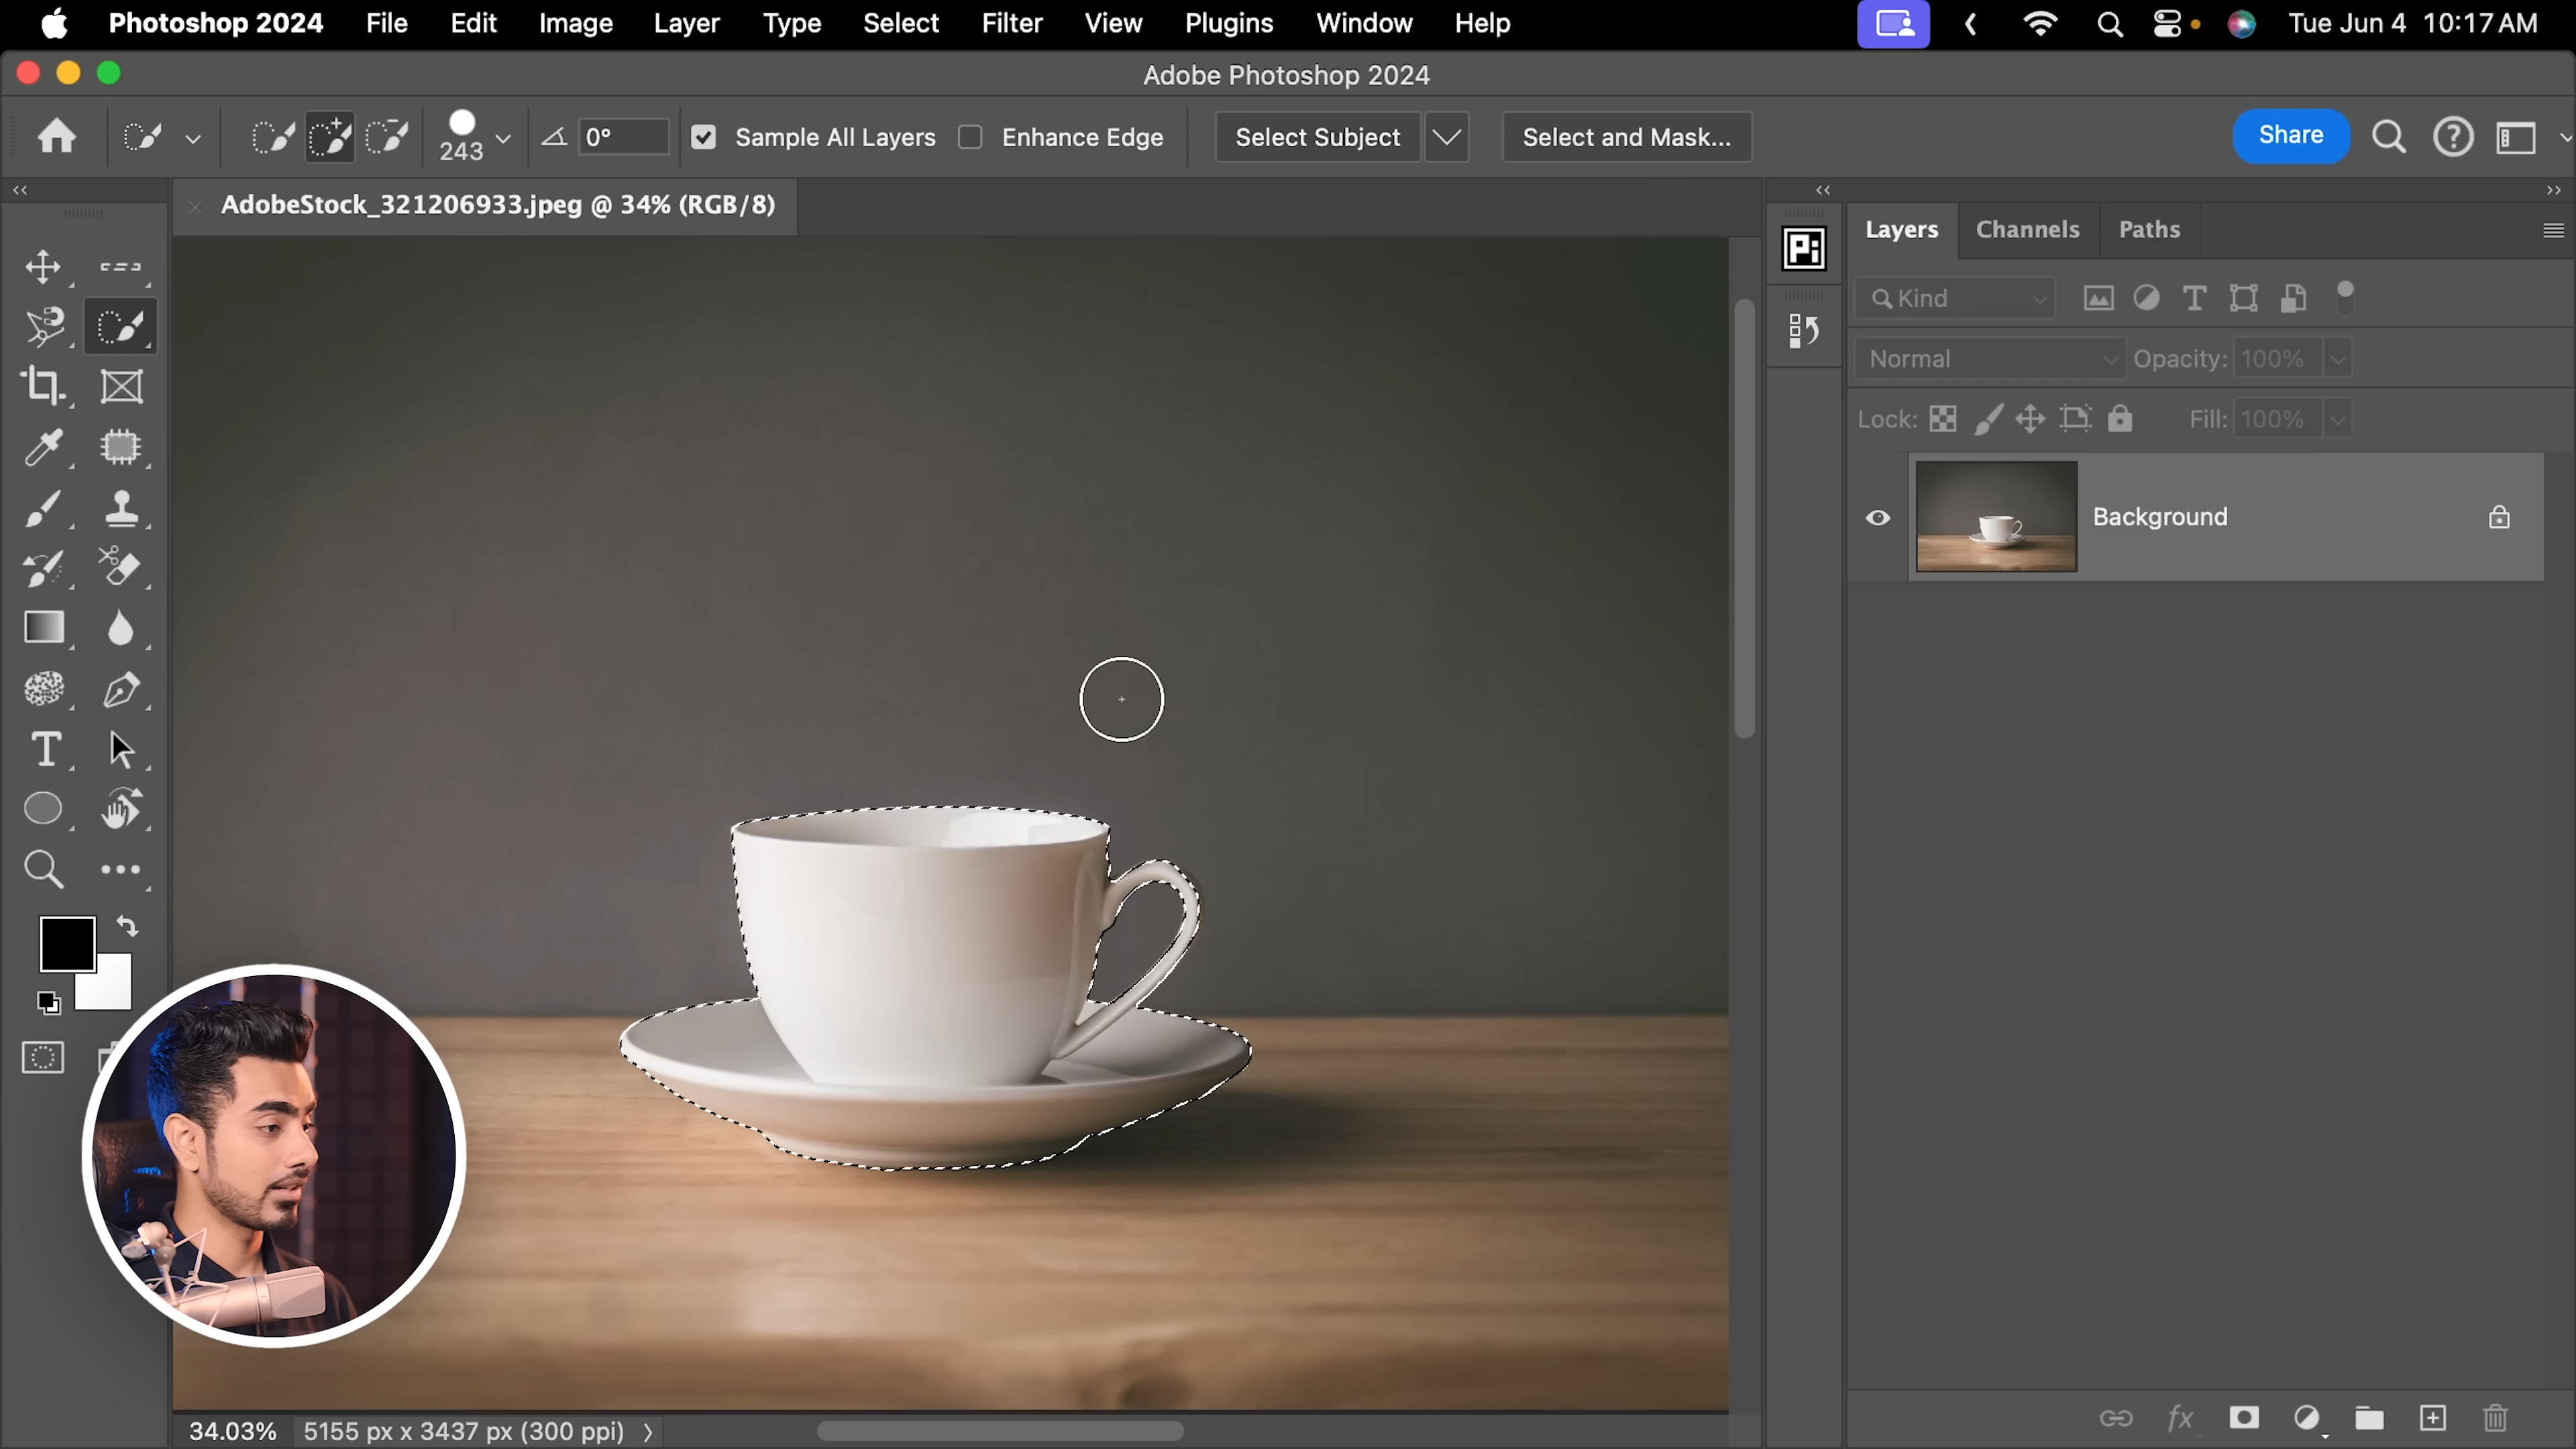 Photoshop 2024 File Edit Image Layer Type Select Filter View Plugins Window Help Tue Jun 4 10:17 AM
Adobe Photoshop 2024
243 0° Sample All Layers Enhance Edge Select Subject Select and Mask... Share
AdobeStock_321206933.jpeg @ 34% (RGB/8)
Pi
Layers Channels Paths
Kind
Normal Opacity: 100%
Lock: Fill: 100%
Background
34.03% 5155 px x 3437 px (300 ppi)
fx